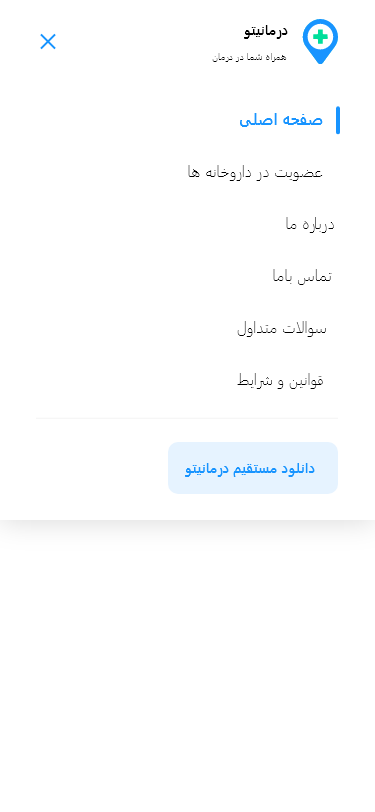 درمانیتو
همراه شما در درمان
صفحه اصلی
عضویت در داروخانه ها
درباره ما
تماس باما
سوالات متداول
قوانین و شرایط
دانلود مستقیم درمانیتو